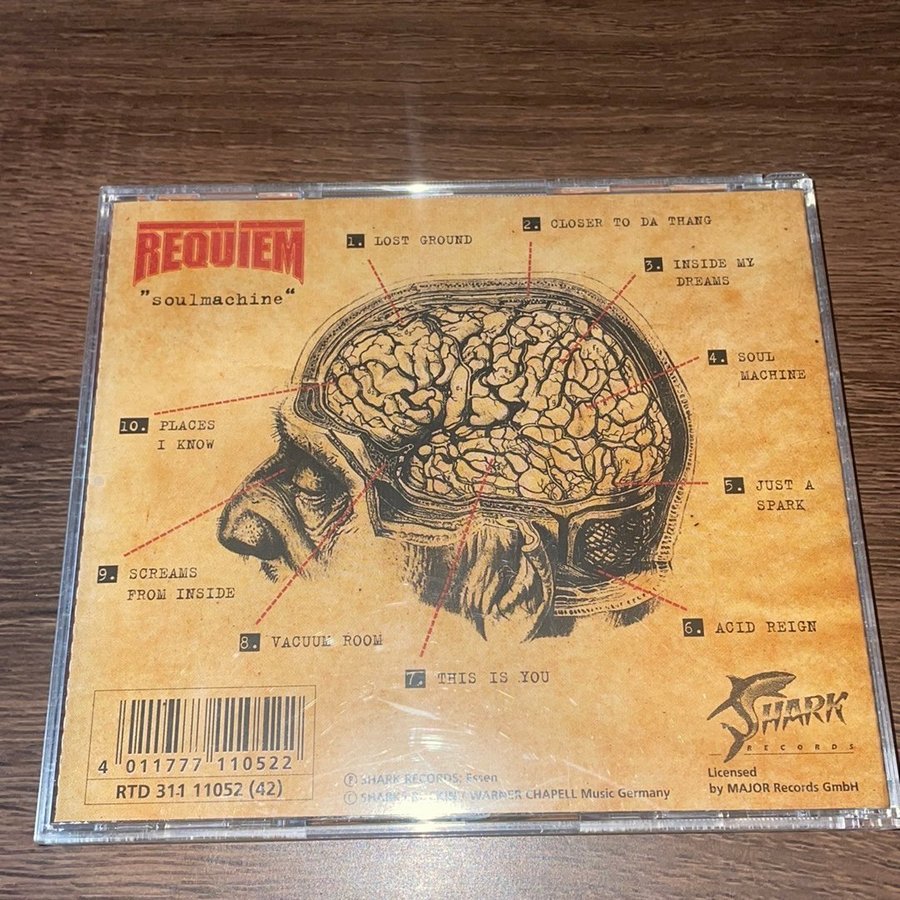 REQUIEM
"soulmachine"
1. LOST GROUND
2. CLOSER TO DA THANG
3. INSIDE MY
DREAMS
4. SOUL
MACHINE
5. JUST A
SPARK
6. ACID REIGN
7. THIS IS YOU
8. VACUUM ROOM
9. SCREAMS
FROM INSIDE
10. PLACES
I KNOW
4 011777 110522
RTD 311 11052 (42)
Ⓟ SHARK RECORDS; Essen
© SHARK / WARNER CHAPELL Music Germany
SHARK
RECORDS
Licensed
by MAJOR Records GmbH